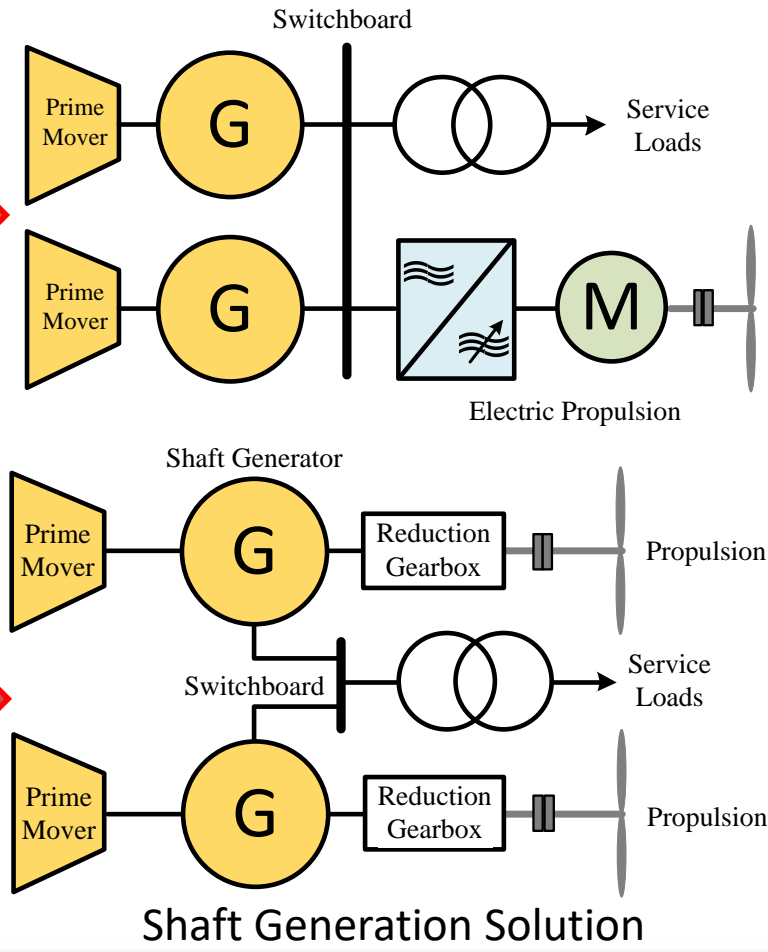 Switchboard
Prime
Mover
G
Service
Loads
Prime
Mover
G
M
Electric Propulsion
Shaft Generator
Prime
Mover
G
Reduction
Gearbox
Propulsion
Switchboard
Service
Loads
Prime
Mover
G
Reduction
Gearbox
Propulsion
Shaft Generation Solution